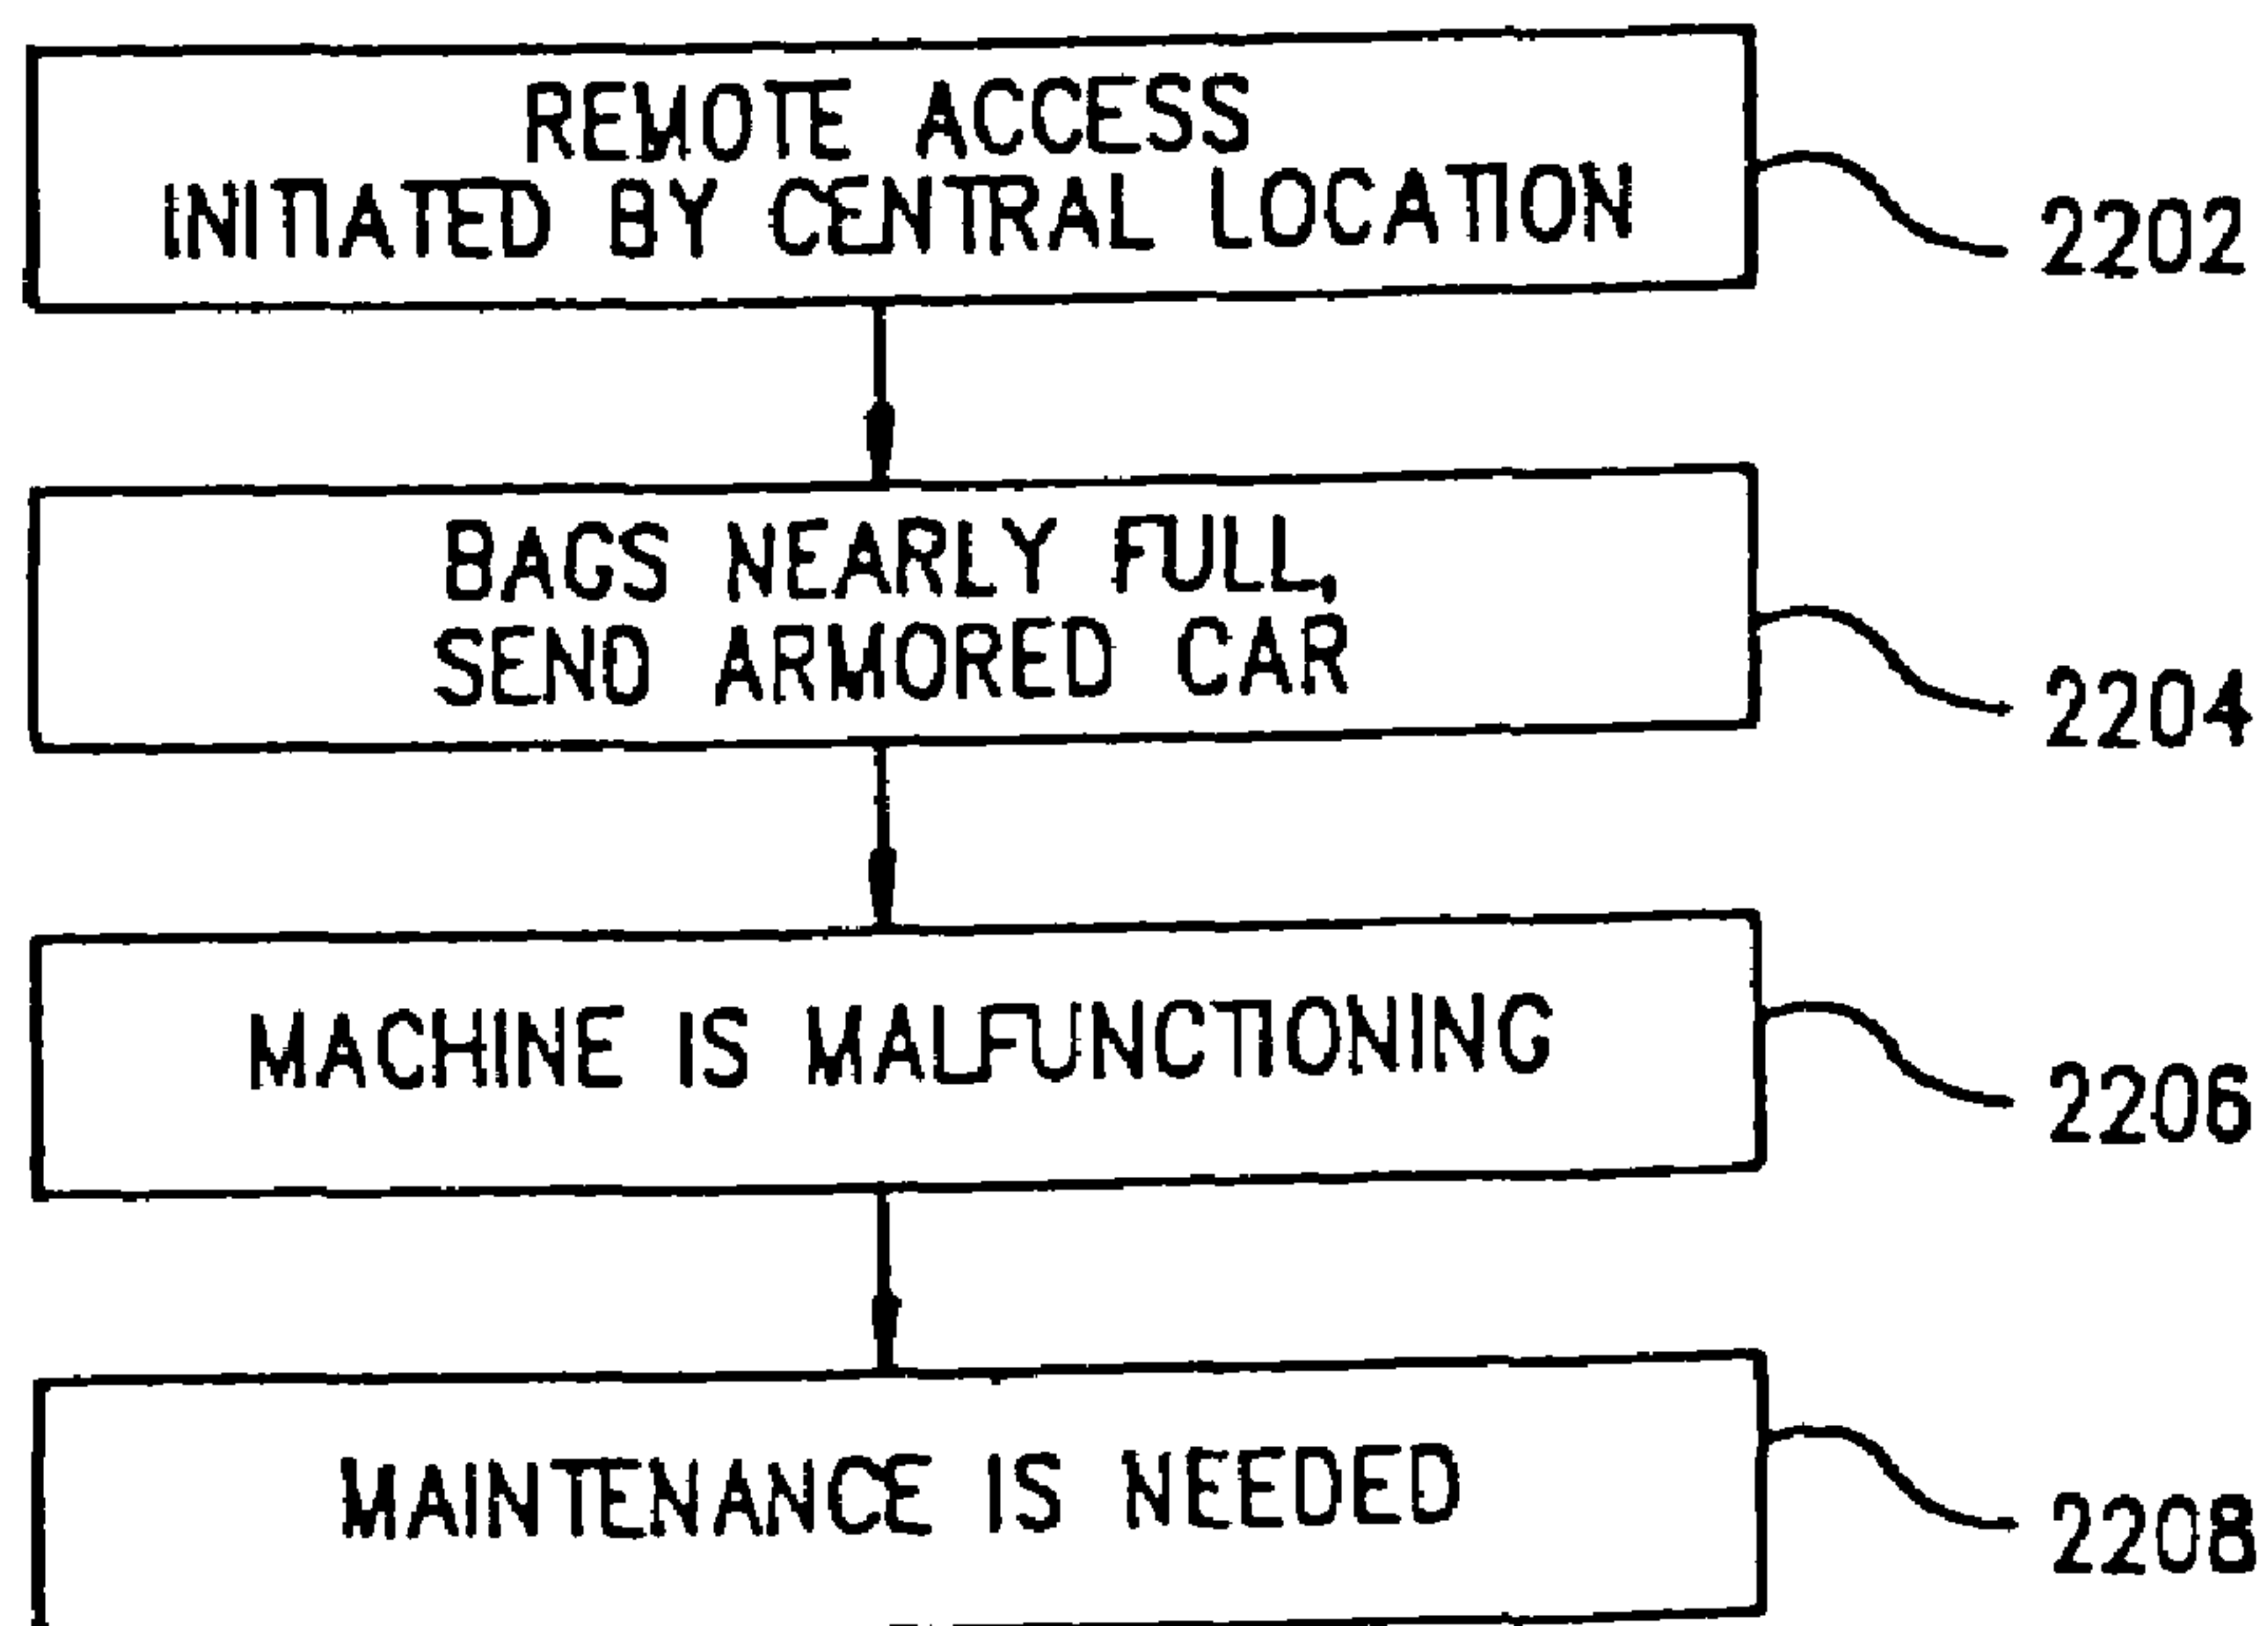 REMOTE ACCESS
INITIATED BY CENTRAL LOCATION
2202
BAGS NEARLY FULL,
SEND ARMORED CAR
2204
MACHINE IS MALFUNCTIONING
2206
MAINTENANCE IS NEEDED
2208